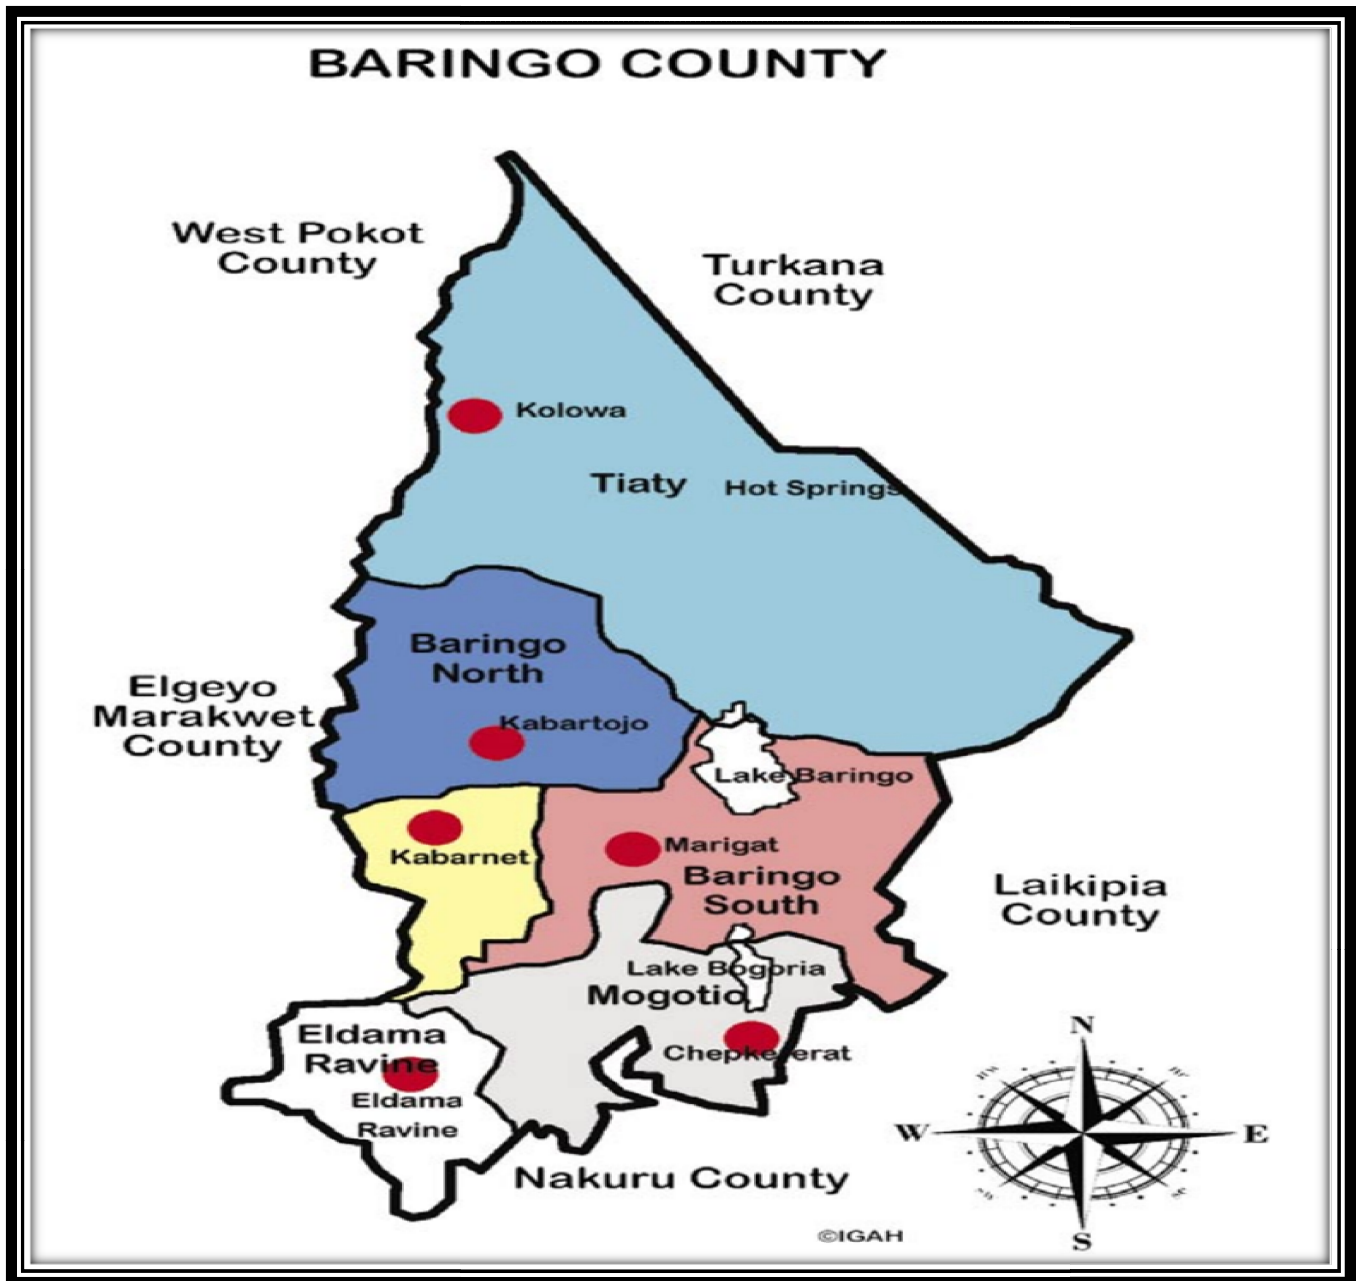 BARINGO COUNTY
West Pokot
County
Turkana
County
Kolowa
Tiaty
Hot Springs
Baringo
North
Kabartojo
Elgeyo
Marakwet
County
Lake Baringo
Kabarnet
Marigat
Baringo
South
Laikipia
County
Lake Bogoria
Mogotio
Eldama
Ravine
Eldama
Ravine
Nakuru County
N
W
E
S
©IGAH